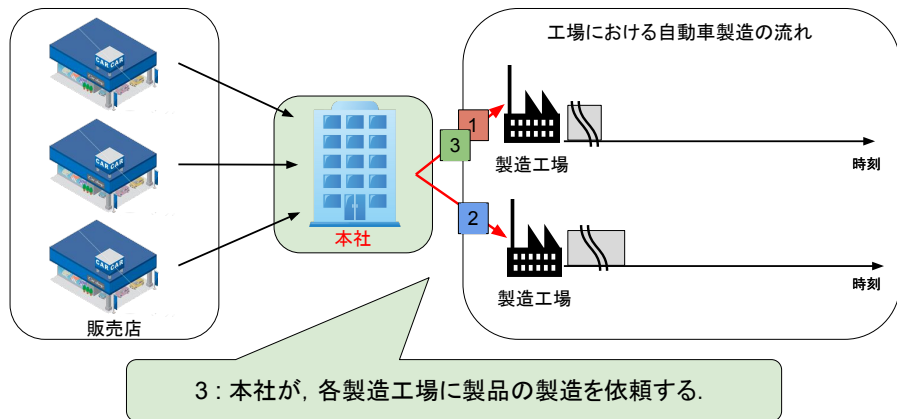 工場における自動車製造の流れ
CAR CAR
CAR CAR
CAR CAR
販売店
本社
1
3
2
製造工場
時刻
製造工場
時刻
3 : 本社が, 各製造工場に製品の製造を依頼する.